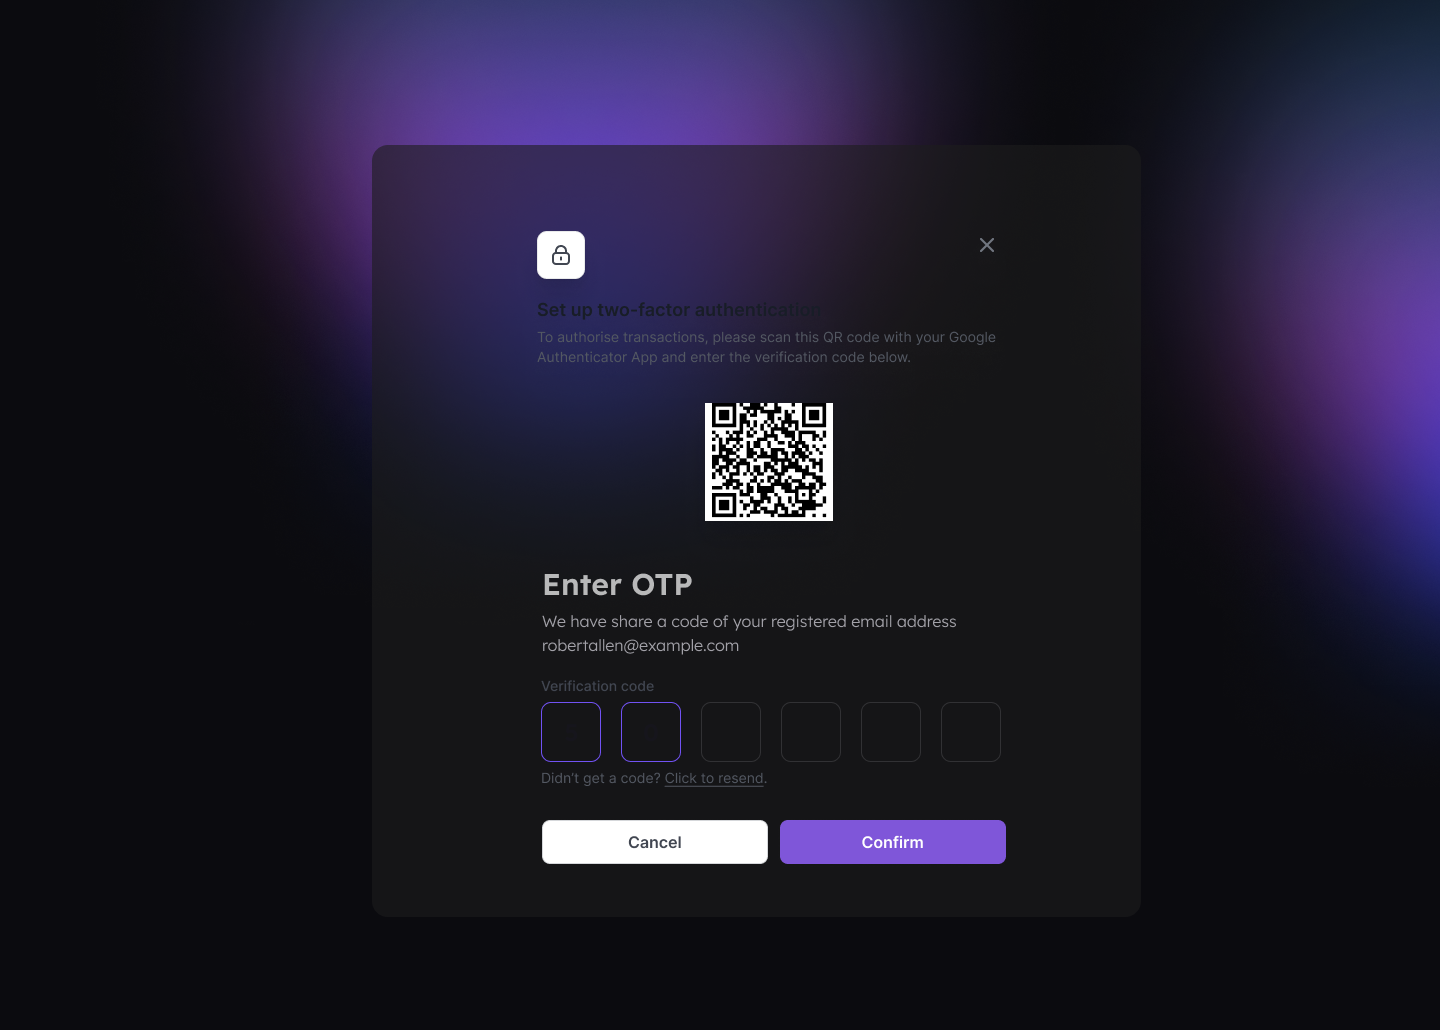 Set up two-factor authentication
To authorise transactions, please scan this QR code with your Google
Authenticator App and enter the verification code below.
Enter OTP
We have share a code of your registered email address
robertallen@example.com
Verification code
Didn't get a code? Click to resend.
Cancel
Confirm